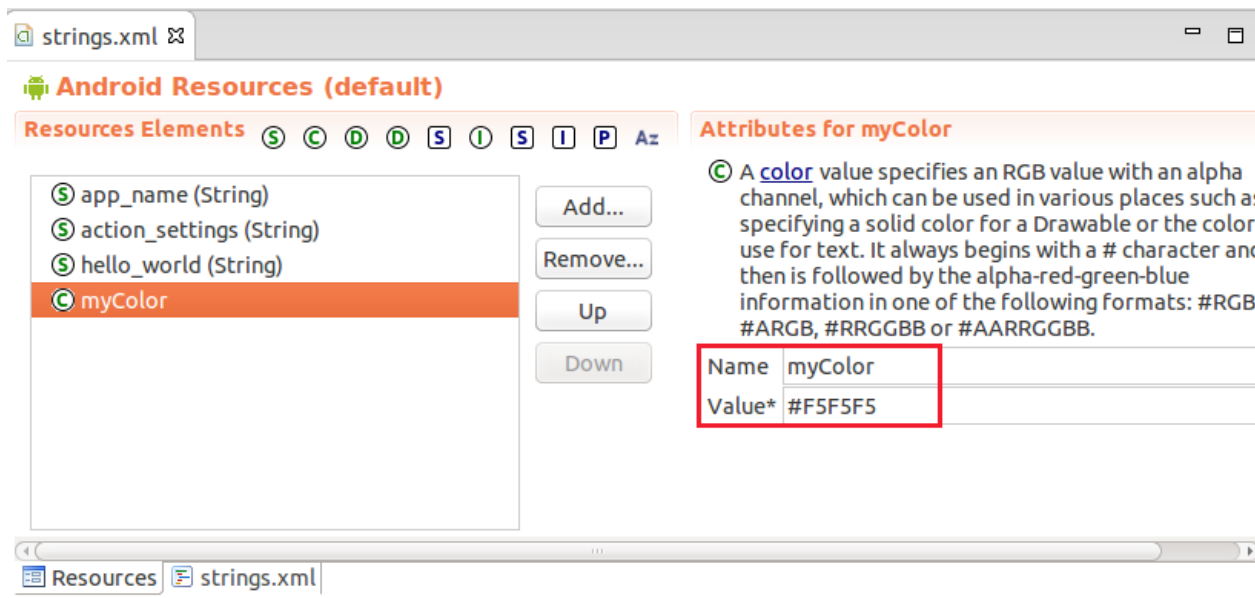 strings.xml
Android Resources (default)
Resources Elements S C D D S I S I P Az
app_name (String)
action_settings (String)
hello_world (String)
C myColor
Add...
Remove...
Up
Down
Attributes for myColor
C A color value specifies an RGB value with an alpha
channel, which can be used in various places such as
specifying a solid color for a Drawable or the color
use for text. It always begins with a # character and
then is followed by the alpha-red-green-blue
information in one of the following formats: #RGB
#ARGB, #RRGGBB or #AARRGGBB.
Name myColor
Value* #F5F5F5
Resources strings.xml